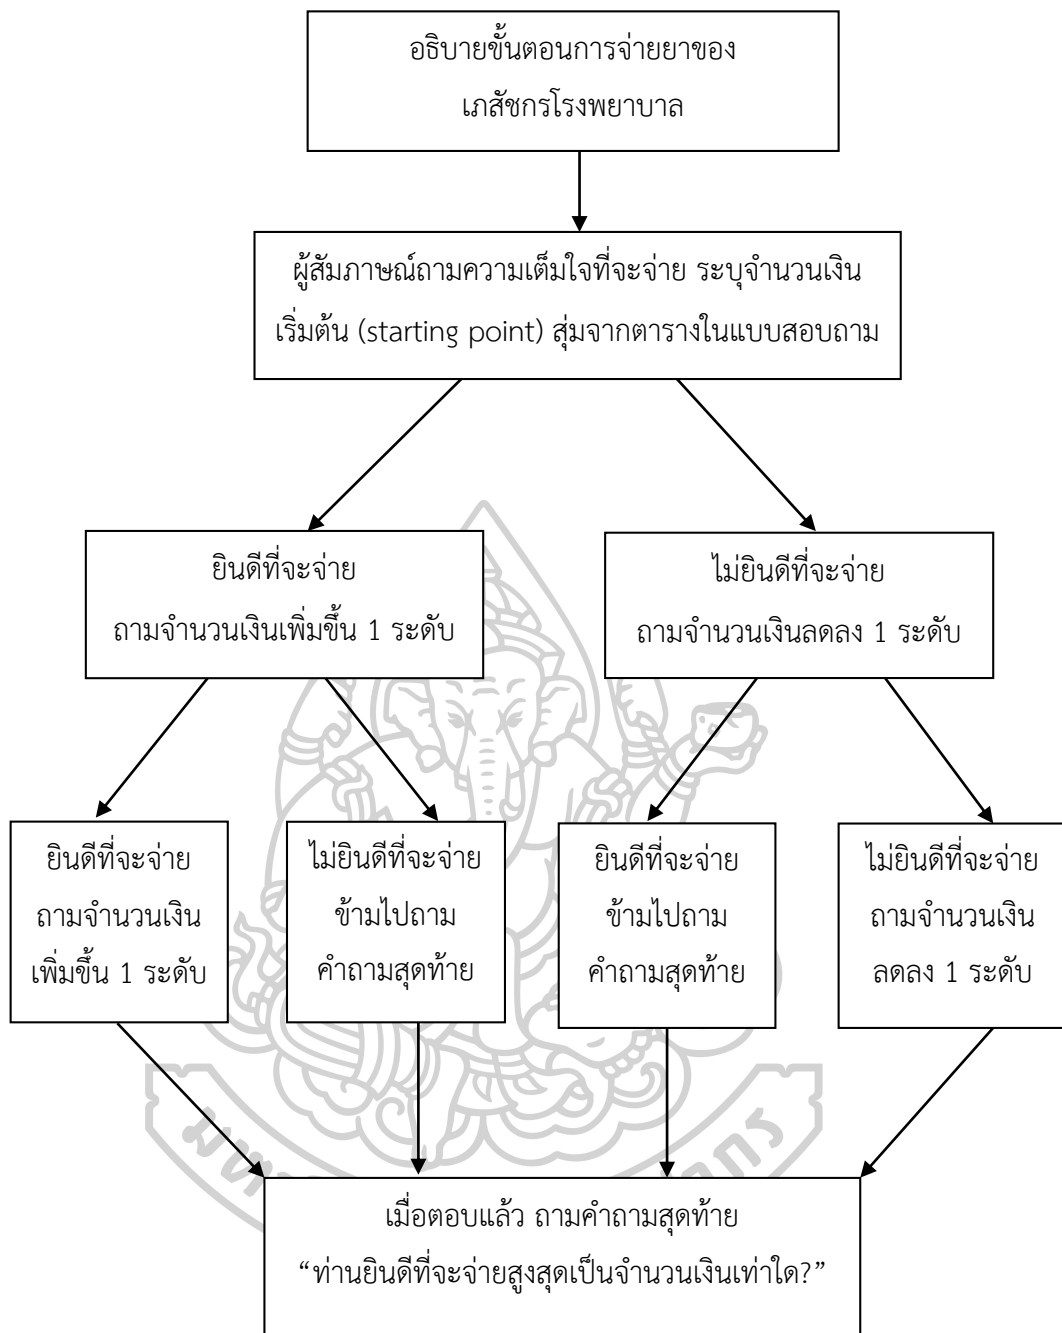 อธิบายขั้นตอนการจ่ายยาของ
เภสัชกรโรงพยาบาล
ผู้สัมภาษณ์ถามความเต็มใจที่จะจ่าย ระบุจำนวนเงิน
เริ่มต้น (starting point) สุ่มจากตารางในแบบสอบถาม
ยินดีที่จะจ่าย
ถามจำนวนเงินเพิ่มขึ้น 1 ระดับ
ไม่ยินดีที่จะจ่าย
ถามจำนวนเงินลดลง 1 ระดับ
ยินดีที่จะจ่าย
ถามจำนวนเงิน
เพิ่มขึ้น 1 ระดับ
ไม่ยินดีที่จะจ่าย
ข้ามไปถาม
คำถามสุดท้าย
ยินดีที่จะจ่าย
ข้ามไปถาม
คำถามสุดท้าย
ไม่ยินดีที่จะจ่าย
ถามจำนวนเงิน
ลดลง 1 ระดับ
เมื่อตอบแล้ว ถามคำถามสุดท้าย
“ท่านยินดีที่จะจ่ายสูงสุดเป็นจำนวนเงินเท่าใด?”